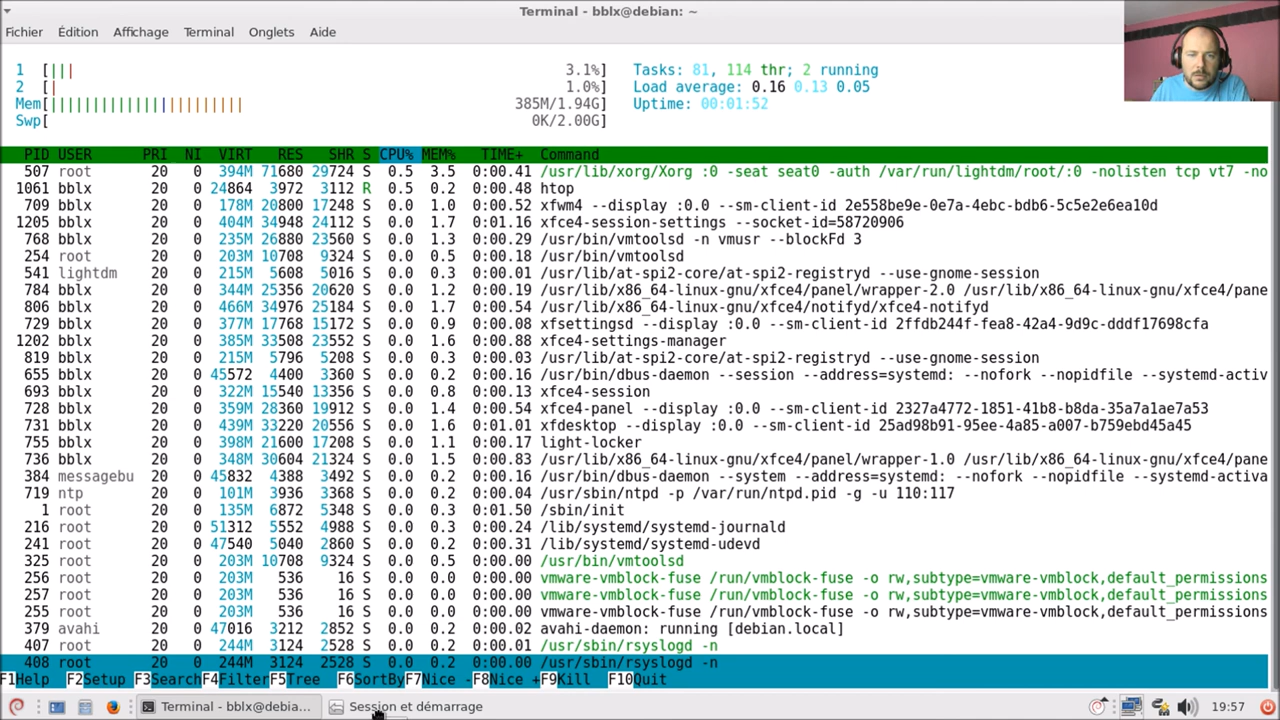 Terminal - bblx@debian: ~
Fichier Édition Affichage Terminal Onglets Aide
1 [||| 3.1%] Tasks: 81, 114 thr; 2 running
2 [| 1.0%] Load average: 0.16 0.13 0.05
Mem[||||||||||||||||||||||| 385M/1.94G] Uptime: 00:01:52
Swp[ 0K/2.00G]
PID USER PRI NI VIRT RES SHR S CPU% MEM% TIME+ Command
507 root 20 0 394M 71680 29724 S 0.5 3.5 0:00.41 /usr/lib/xorg/Xorg :0 -seat seat0 -auth /var/run/lightdm/root/:0 -nolisten tcp vt7 -no
1061 bblx 20 0 24864 3972 3112 R 0.5 0.2 0:00.48 htop
709 bblx 20 0 178M 20800 17248 S 0.0 1.0 0:00.52 xfwm4 --display :0.0 --sm-client-id 2e558be9e-0e7a-4ebc-bdb6-5c5e2e6ea10d
1205 bblx 20 0 404M 34948 24112 S 0.0 1.7 0:01.16 xfce4-session-settings --socket-id=58720906
768 bblx 20 0 235M 26880 23560 S 0.0 1.3 0:00.29 /usr/bin/vmtoolsd -n vmusr --blockFd 3
254 root 20 0 203M 10708 9324 S 0.0 0.5 0:00.18 /usr/bin/vmtoolsd
541 lightdm 20 0 215M 5608 5016 S 0.0 0.3 0:00.01 /usr/lib/at-spi2-core/at-spi2-registryd --use-gnome-session
784 bblx 20 0 344M 25356 20620 S 0.0 1.2 0:00.19 /usr/lib/x86_64-linux-gnu/xfce4/panel/wrapper-2.0 /usr/lib/x86_64-linux-gnu/xfce4/pane
806 bblx 20 0 466M 34976 25184 S 0.0 1.7 0:00.54 /usr/lib/x86_64-linux-gnu/xfce4/notifyd/xfce4-notifyd
729 bblx 20 0 377M 17768 15172 S 0.0 0.9 0:00.08 xfsettingsd --display :0.0 --sm-client-id 2ffdb244f-fea8-42a4-9d9c-dddf17698cfa
1202 bblx 20 0 385M 33508 23552 S 0.0 1.6 0:00.88 xfce4-settings-manager
819 bblx 20 0 215M 5796 5208 S 0.0 0.3 0:00.03 /usr/lib/at-spi2-core/at-spi2-registryd --use-gnome-session
655 bblx 20 0 45572 4400 3360 S 0.0 0.2 0:00.16 /usr/bin/dbus-daemon --session --address=systemd: --nofork --nopidfile --systemd-activ
693 bblx 20 0 322M 15540 13356 S 0.0 0.8 0:00.13 xfce4-session
728 bblx 20 0 359M 28360 19912 S 0.0 1.4 0:00.54 xfce4-panel --display :0.0 --sm-client-id 2327a4772-1851-41b8-b8da-35a7a1ae7a53
731 bblx 20 0 439M 33220 20556 S 0.0 1.6 0:01.01 xfdesktop --display :0.0 --sm-client-id 25ad98b91-95ee-4a85-a007-b759ebd45a45
755 bblx 20 0 398M 21600 17208 S 0.0 1.1 0:00.17 light-locker
736 bblx 20 0 348M 30604 21324 S 0.0 1.5 0:00.83 /usr/lib/x86_64-linux-gnu/xfce4/panel/wrapper-1.0 /usr/lib/x86_64-linux-gnu/xfce4/pane
384 messagebu 20 0 45832 4388 3492 S 0.0 0.2 0:00.16 /usr/bin/dbus-daemon --system --address=systemd: --nofork --nopidfile --systemd-activa
719 ntp 20 0 101M 3936 3368 S 0.0 0.2 0:00.04 /usr/sbin/ntpd -p /var/run/ntpd.pid -g -u 110:117
1 root 20 0 135M 6872 5348 S 0.0 0.3 0:01.50 /sbin/init
216 root 20 0 51312 5552 4988 S 0.0 0.3 0:00.24 /lib/systemd/systemd-journald
241 root 20 0 47540 5040 2860 S 0.0 0.2 0:00.31 /lib/systemd/systemd-udevd
325 root 20 0 203M 10708 9324 S 0.0 0.5 0:00.00 /usr/bin/vmtoolsd
256 root 20 0 203M 536 16 S 0.0 0.0 0:00.00 vmware-vmblock-fuse /run/vmblock-fuse -o rw,subtype=vmware-vmblock,default_permissions
257 root 20 0 203M 536 16 S 0.0 0.0 0:00.00 vmware-vmblock-fuse /run/vmblock-fuse -o rw,subtype=vmware-vmblock,default_permissions
255 root 20 0 203M 536 16 S 0.0 0.0 0:00.00 vmware-vmblock-fuse /run/vmblock-fuse -o rw,subtype=vmware-vmblock,default_permissions
379 avahi 20 0 47016 3212 2852 S 0.0 0.2 0:00.02 avahi-daemon: running [debian.local]
407 root 20 0 244M 3124 2528 S 0.0 0.2 0:00.01 /usr/sbin/rsyslogd -n
408 root 20 0 244M 3124 2528 S 0.0 0.2 0:00.00 /usr/sbin/rsyslogd -n
F1Help F2Setup F3SearchF4FilterF5Tree F6SortByF7Nice -F8Nice +F9Kill F10Quit
Terminal - bblx@debia... Session et démarrage 19:57